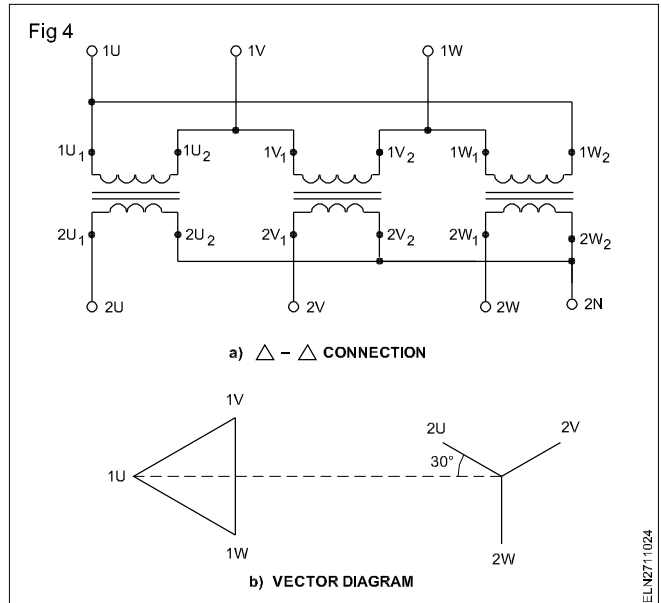 Fig 4
1U 1V 1W
1U₁ 1U₂ 1V₁ 1V₂ 1W₁ 1W₂
2U₁ 2U₂ 2V₁ 2V₂ 2W₁ 2W₂
2U 2V 2W 2N
a) △ – △ CONNECTION
1V
2U 2V
30°
1U
1W
2W
b) VECTOR DIAGRAM
ELN2711024